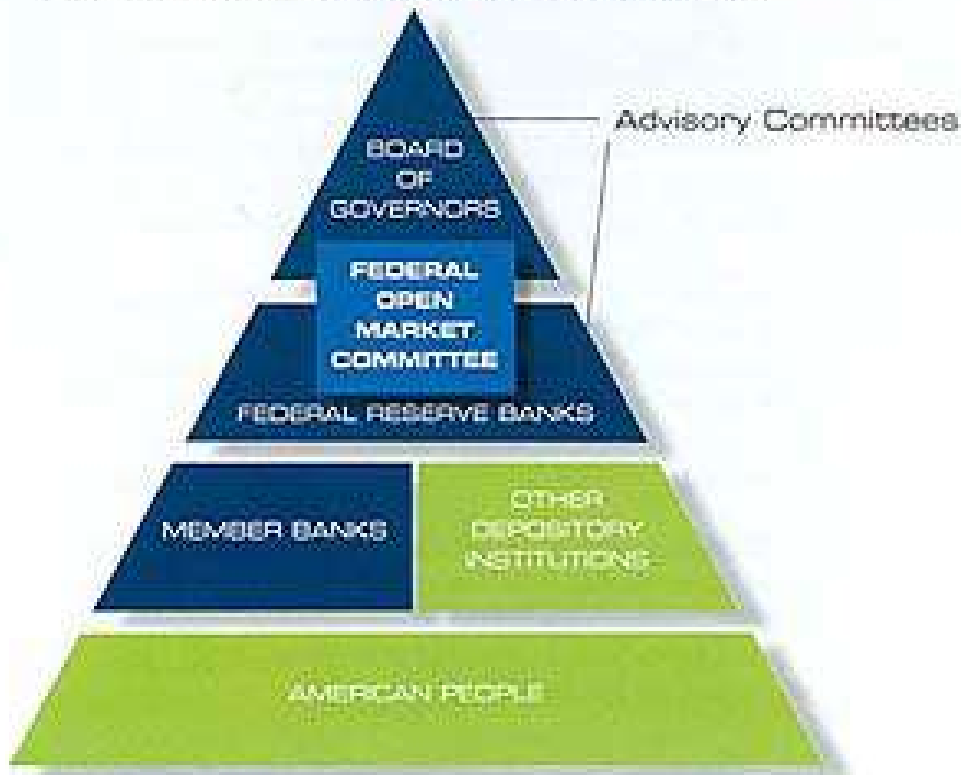 BOARD
OF
GOVERNORS
Advisory Committees
FEDERAL
OPEN
MARKET
COMMITTEE
FEDERAL RESERVE BANKS
MEMBER BANKS
OTHER
DEPOSITORY
INSTITUTIONS
AMERICAN PEOPLE